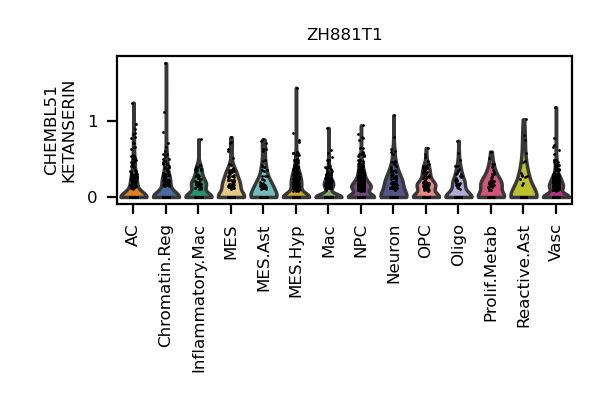 ZH881T1
CHEMBL51
KETANSERIN
1
0
AC
Chromatin.Reg
Inflammatory.Mac
MES
MES.Ast
MES.Hyp
Mac
NPC
Neuron
OPC
Oligo
Prolif.Metab
Reactive.Ast
Vasc